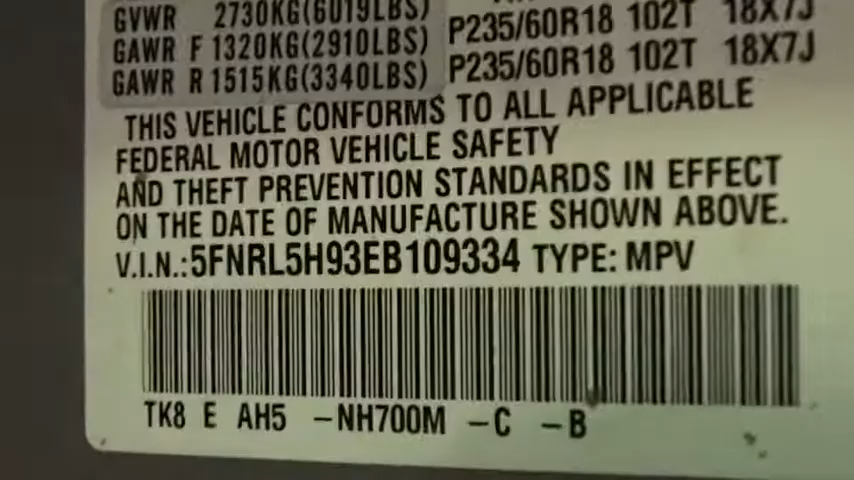 GVWR 2730KG(6019LBS)
GAWR F 1320KG(2910LBS) P235/60R18 102T 18X7J
GAWR R 1515KG(3340LBS) P235/60R18 102T 18X7J
THIS VEHICLE CONFORMS TO ALL APPLICABLE
FEDERAL MOTOR VEHICLE SAFETY
AND THEFT PREVENTION STANDARDS IN EFFECT
ON THE DATE OF MANUFACTURE SHOWN ABOVE.
V.I.N.:5FNRL5H93EB109334 TYPE: MPV
TK8 E AH5 -NH700M -C -B